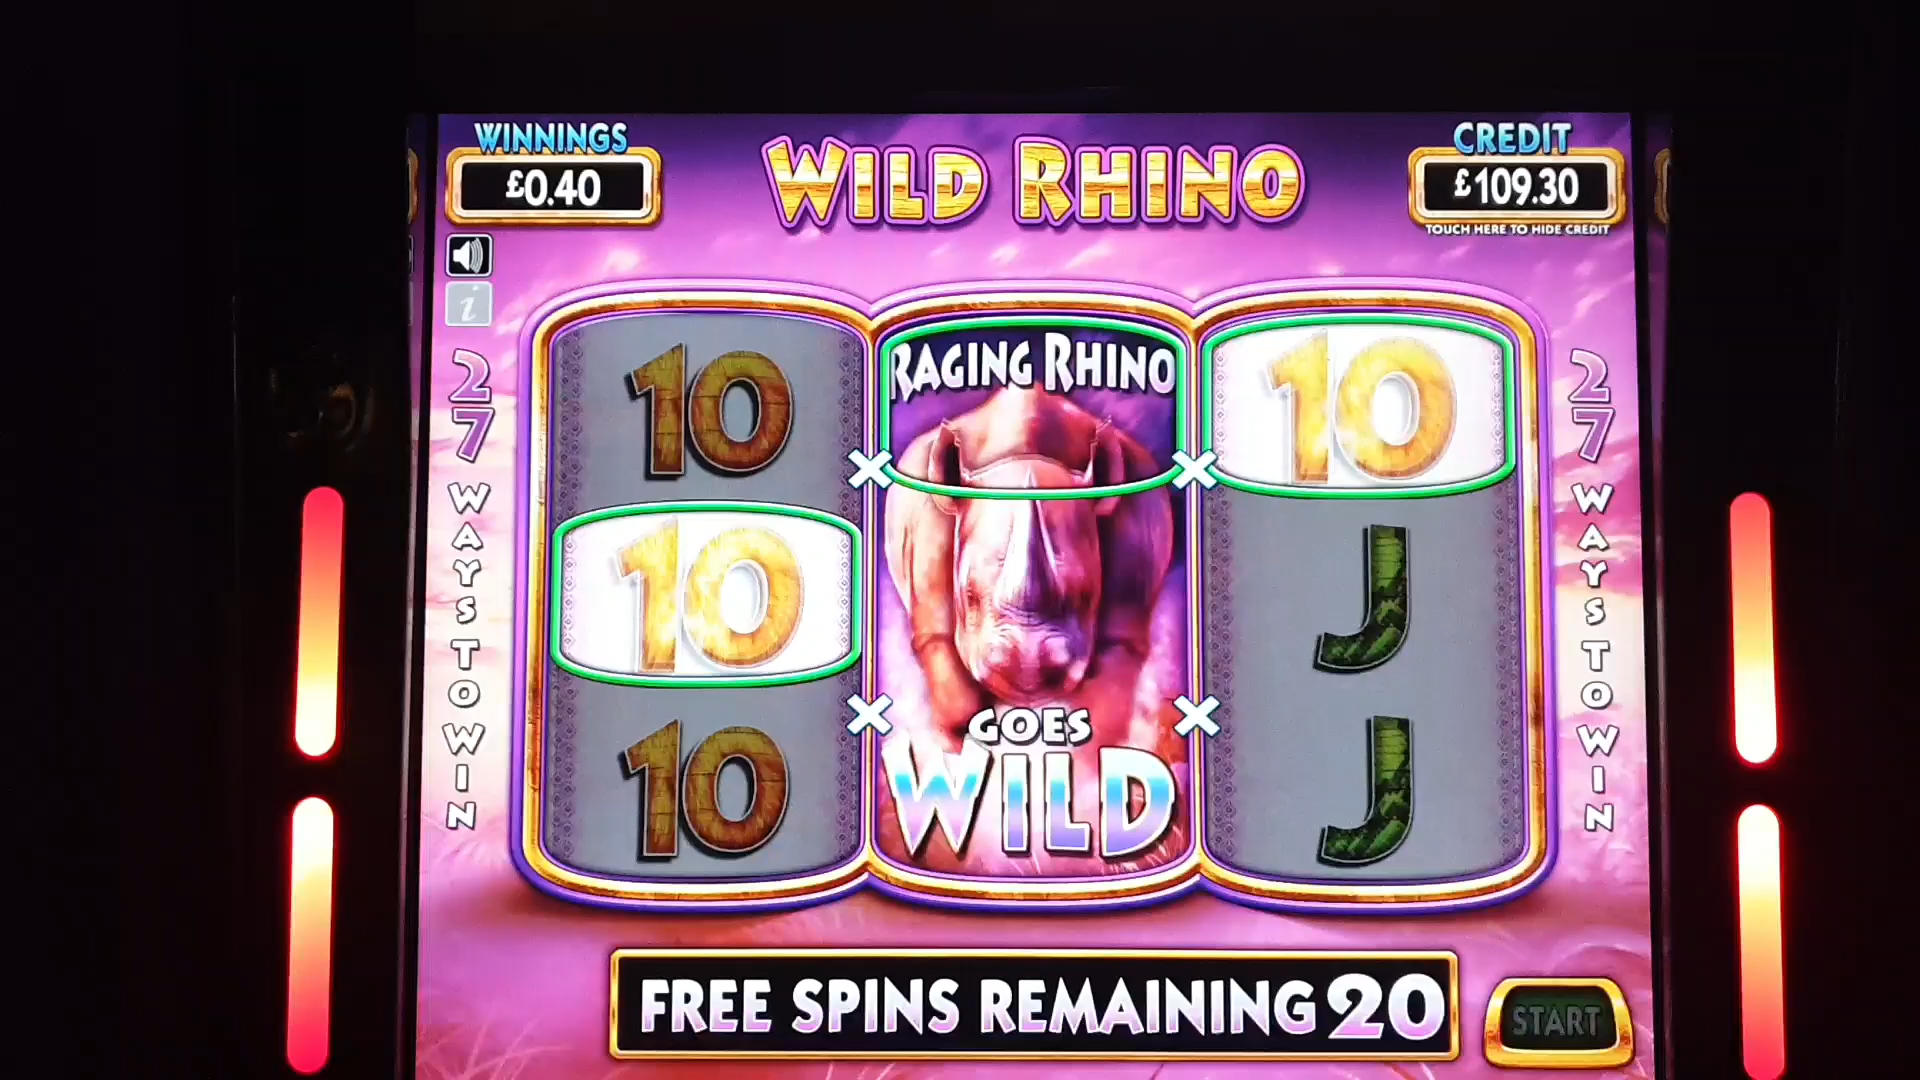 WINNINGS
£0.40
WILD RHINO
CREDIT
£109.30
TOUCH HERE TO HIDE CREDIT
i
27 WAYS TO WIN
10
10
10
RAGING RHINO
GOES
WILD
10
J
J
27 WAYS TO WIN
FREE SPINS REMAINING 20
START